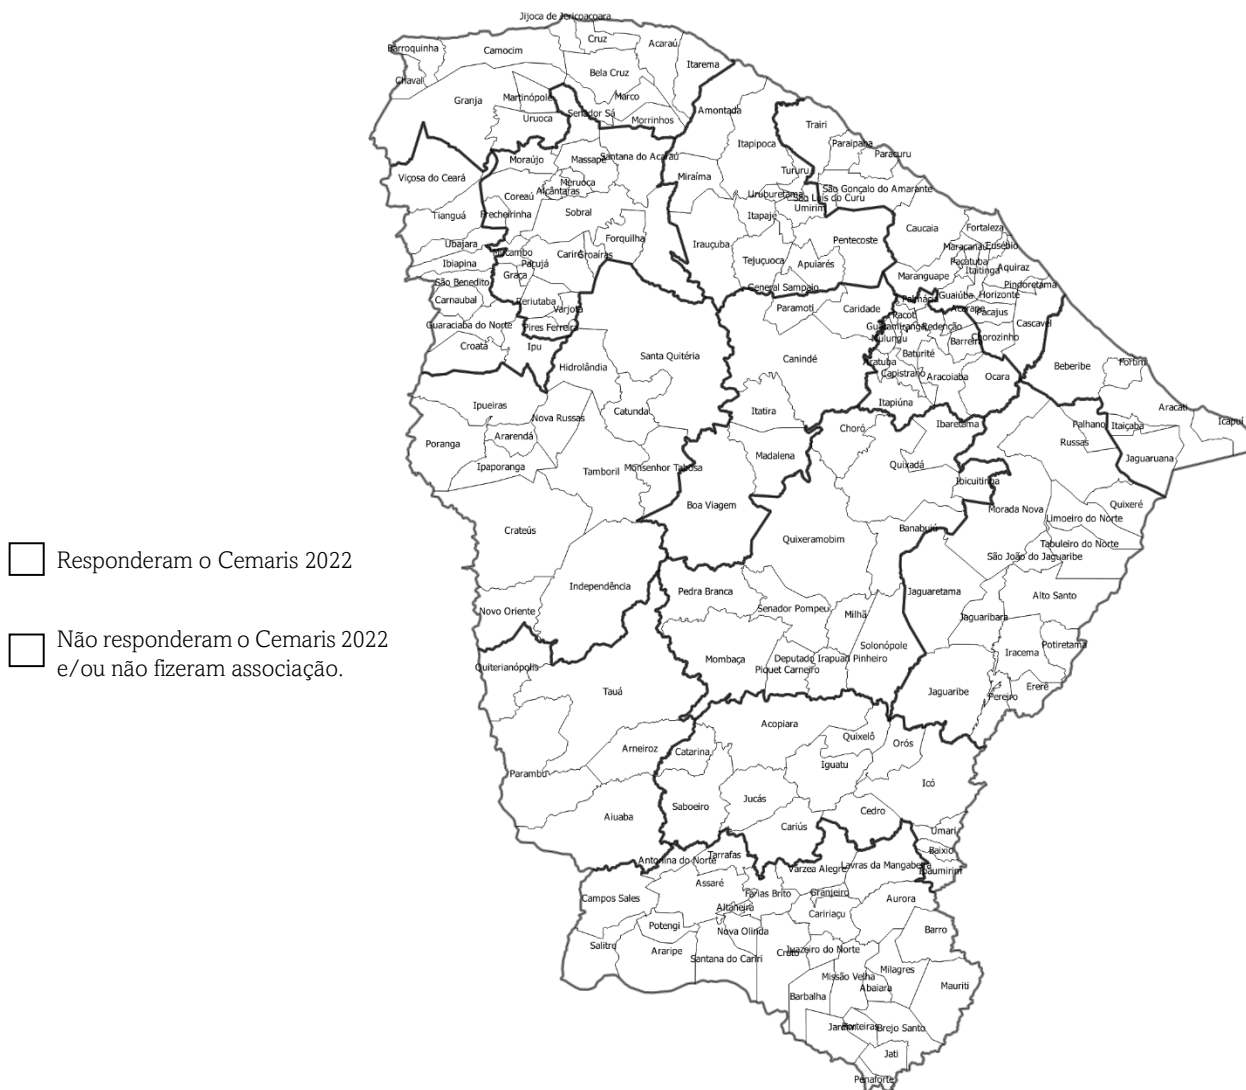 Jijoca de Jericoacoara
Cruz
Barroquinha
Camocim
Acaraú
Itarema
Chaval
Bela Cruz
Granja
Martinópole
Marco
Uruoca
Senador Sá
Morrinhos
Amontada
Trairi
Itapipoca
Paraipaba
Paracuru
Moraújo
Massapê
Santana do Acaraú
Viçosa do Ceará
Miraíma
Tururu
Meruoca
Alcântaras
Coreaú
Uruburetama
São Luís do Curu
São Gonçalo do Amarante
Umirim
Tianguá
Frecheirinha
Sobral
Itapajé
Caucaia
Fortaleza
Ubajara
Forquilha
Irauçuba
Pentecoste
Maracanaú
Eusébio
Mucambo
Cariré
Groaíras
Ibiapina
Pacujá
Tejuçuoca
Apuiarés
Pacatuba
Itaitinga
Aquiraz
Graça
Maranguape
São Benedito
General Sampaio
Pindoretama
Carnaubal
Reriutaba
Varjota
Paramoti
Caridade
Palmácia
Guaiúba
Horizonte
Acarape
Pacajus
Guaraciaba do Norte
Pires Ferreira
Pacoti
Guaramiranga
Redenção
Cascavel
Croatá
Ipu
Mulungu
Barreira
Chorozinho
Santa Quitéria
Canindé
Aratuba
Baturité
Hidrolândia
Capistrano
Aracoiaba
Ocara
Beberibe
Fortim
Ipueiras
Nova Russas
Catunda
Itatira
Itapiúna
Aracati
Icapuí
Poranga
Ararendá
Choró
Ibaretama
Palhano
Itaiçaba
Russas
Ipaporanga
Tamboril
Monsenhor Tabosa
Madalena
Quixadá
Jaguaruana
Ibicuitinga
Boa Viagem
Morada Nova
Quixeré
Crateús
Quixeramobim
Banabuiú
Limoeiro do Norte
Tabuleiro do Norte
São João do Jaguaribe
Responderam o Cemaris 2022
Independência
Pedra Branca
Jaguaretama
Alto Santo
Novo Oriente
Senador Pompeu
Milhã
Jaguaribara
Não responderam o Cemaris 2022
e/ou não fizeram associação.
Solonópole
Potiretama
Iracema
Quiterianópolis
Mombaça
Deputado Irapuan Pinheiro
Piquet Carneiro
Tauá
Jaguaribe
Pereiro
Ererê
Acopiara
Quixelô
Orós
Arneiroz
Catarina
Iguatu
Parambu
Icó
Saboeiro
Jucás
Aiuaba
Cariús
Cedro
Umari
Baixio
Antonina do Norte
Tarrafas
Várzea Alegre
Lavras da Mangabeira
Ipaumirim
Assaré
Farias Brito
Granjeiro
Campos Sales
Altaneira
Caririaçu
Aurora
Potengi
Nova Olinda
Barro
Salitre
Araripe
Santana do Cariri
Crato
Juazeiro do Norte
Missão Velha
Milagres
Abaiara
Mauriti
Barbalha
Jardim
Porteiras
Brejo Santo
Jati
Penaforte